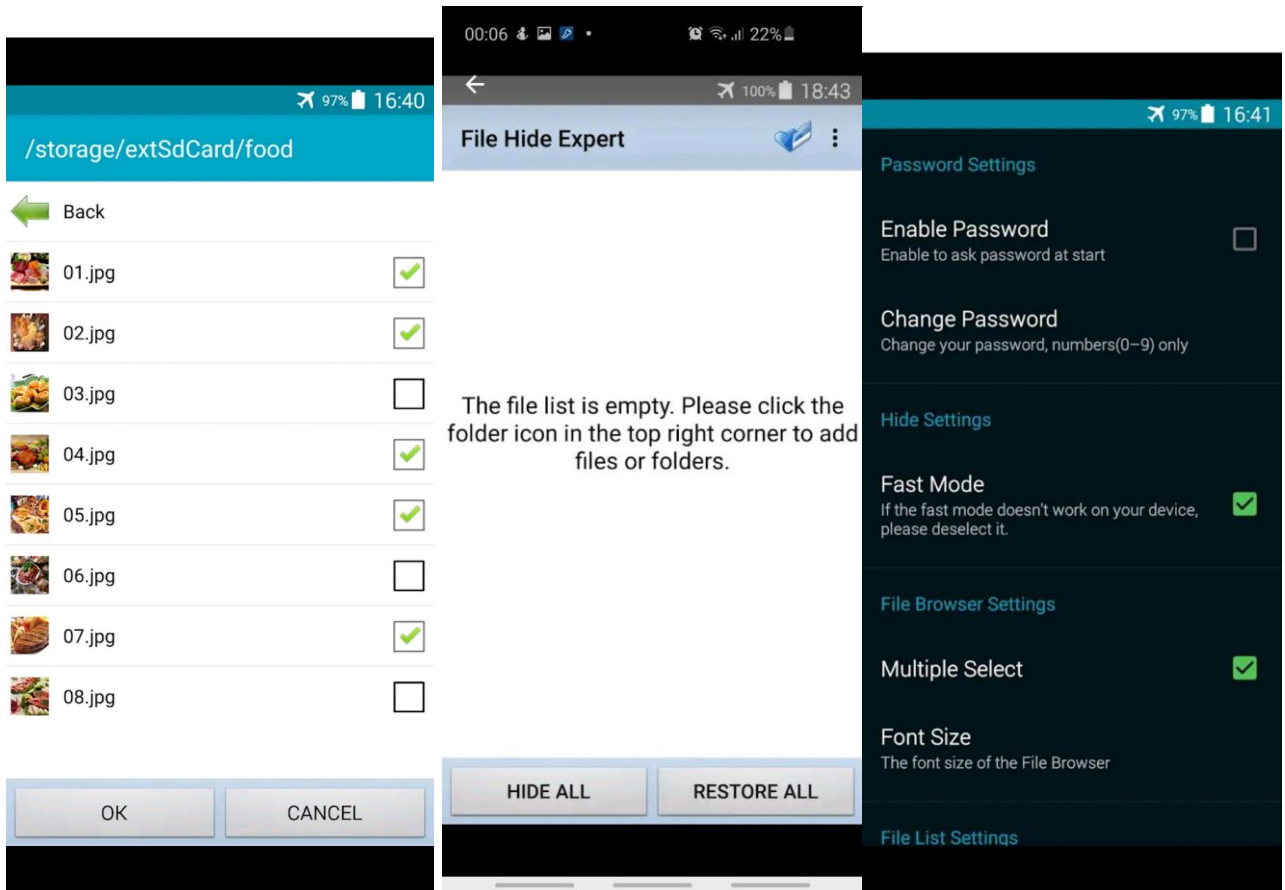 97% 16:40
/storage/extSdCard/food
Back
01.jpg
02.jpg
03.jpg
04.jpg
05.jpg
06.jpg
07.jpg
08.jpg
OK CANCEL
00:06 22%
100% 18:43
File Hide Expert
The file list is empty. Please click the
folder icon in the top right corner to add
files or folders.
HIDE ALL RESTORE ALL
97% 16:41
Password Settings
Enable Password
Enable to ask password at start
Change Password
Change your password, numbers(0–9) only
Hide Settings
Fast Mode
If the fast mode doesn't work on your device,
please deselect it.
File Browser Settings
Multiple Select
Font Size
The font size of the File Browser
File List Settings